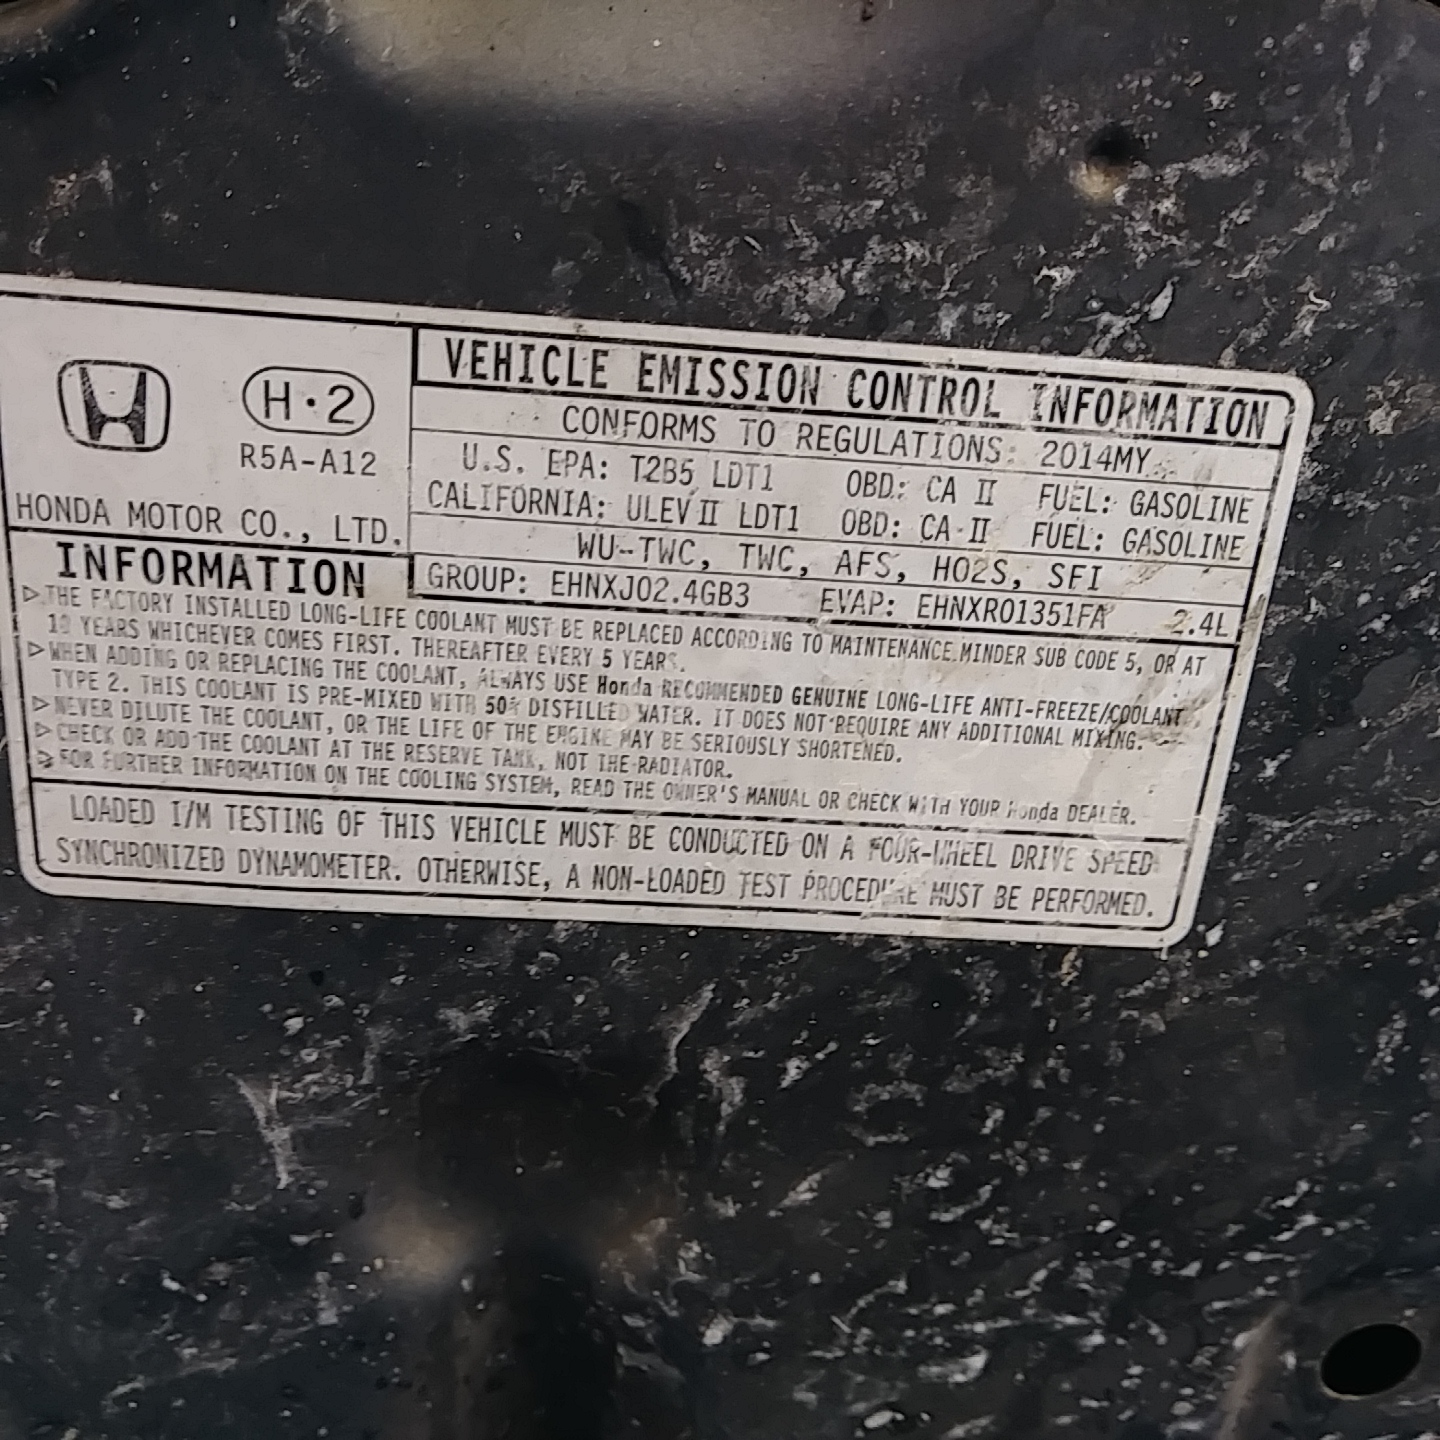 VEHICLE EMISSION CONTROL INFORMATION
H·2
R5A-A12
HONDA MOTOR CO., LTD.
CONFORMS TO REGULATIONS: 2014MY
U.S. EPA: T2B5 LDT1 OBD: CA II FUEL: GASOLINE
CALIFORNIA: ULEV II LDT1 OBD: CA II FUEL: GASOLINE
WU-TWC, TWC, AFS, HO2S, SFI
GROUP: EHNXJ02.4GB3 EVAP: EHNXR01351FA 2.4L
INFORMATION
▷THE FACTORY INSTALLED LONG-LIFE COOLANT MUST BE REPLACED ACCORDING TO MAINTENANCE MINDER SUB CODE 5, OR AT
10 YEARS WHICHEVER COMES FIRST. THEREAFTER EVERY 5 YEARS.
▷WHEN ADDING OR REPLACING THE COOLANT, ALWAYS USE Honda RECOMMENDED GENUINE LONG-LIFE ANTI-FREEZE/COOLANT
TYPE 2. THIS COOLANT IS PRE-MIXED WITH 50% DISTILLED WATER. IT DOES NOT REQUIRE ANY ADDITIONAL MIXING.
▷NEVER DILUTE THE COOLANT, OR THE LIFE OF THE ENGINE MAY BE SERIOUSLY SHORTENED.
▷CHECK OR ADD THE COOLANT AT THE RESERVE TANK, NOT THE RADIATOR.
▷FOR FURTHER INFORMATION ON THE COOLING SYSTEM, READ THE OWNER'S MANUAL OR CHECK WITH YOUR Honda DEALER.
LOADED I/M TESTING OF THIS VEHICLE MUST BE CONDUCTED ON A FOUR-WHEEL DRIVE SPEED
SYNCHRONIZED DYNAMOMETER. OTHERWISE, A NON-LOADED TEST PROCEDURE MUST BE PERFORMED.